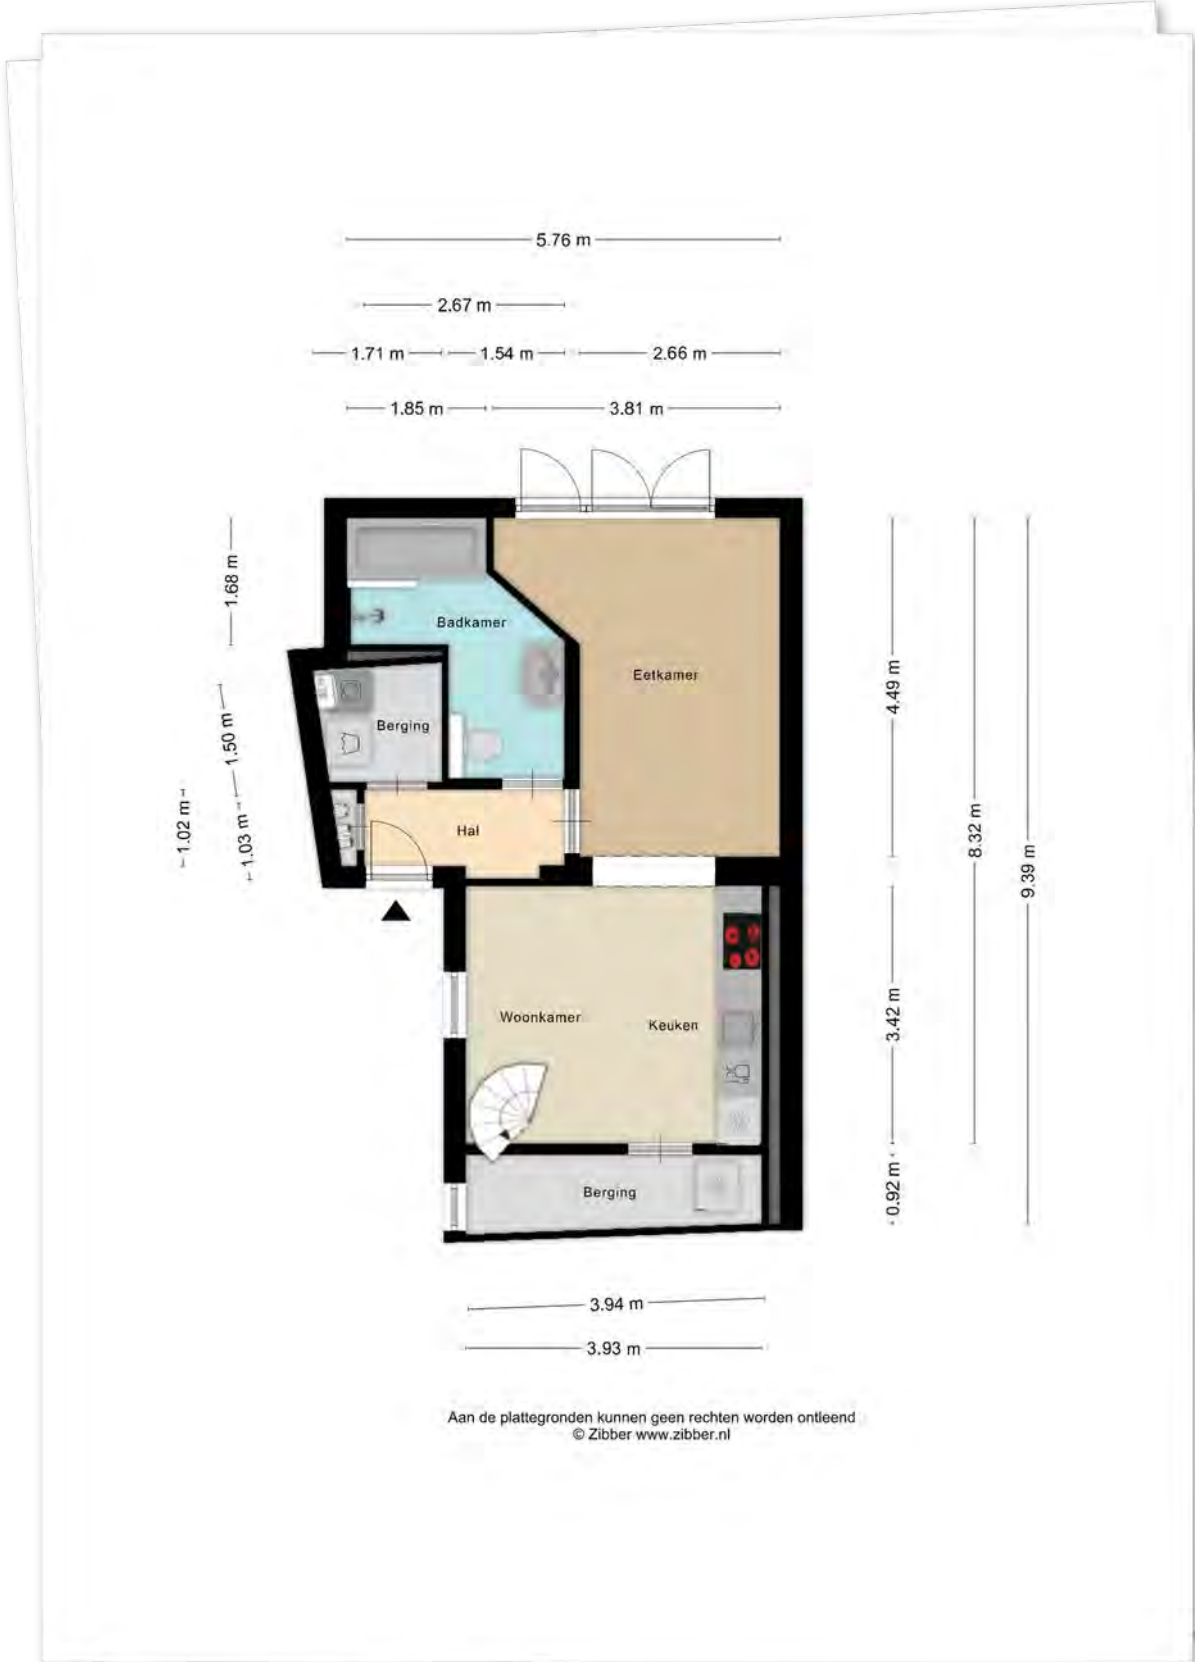 5.76 m
2.67 m
1.71 m 1.54 m 2.66 m
1.85 m 3.81 m
1.68 m
Badkamer
Eetkamer
4.49 m
1.50 m
Berging
1.02 m
1.03 m
Hal
8.32 m
9.39 m
Woonkamer
Keuken
3.42 m
Berging
0.92 m
3.94 m
3.93 m
Aan de plattegronden kunnen geen rechten worden ontleend
© Zibber www.zibber.nl